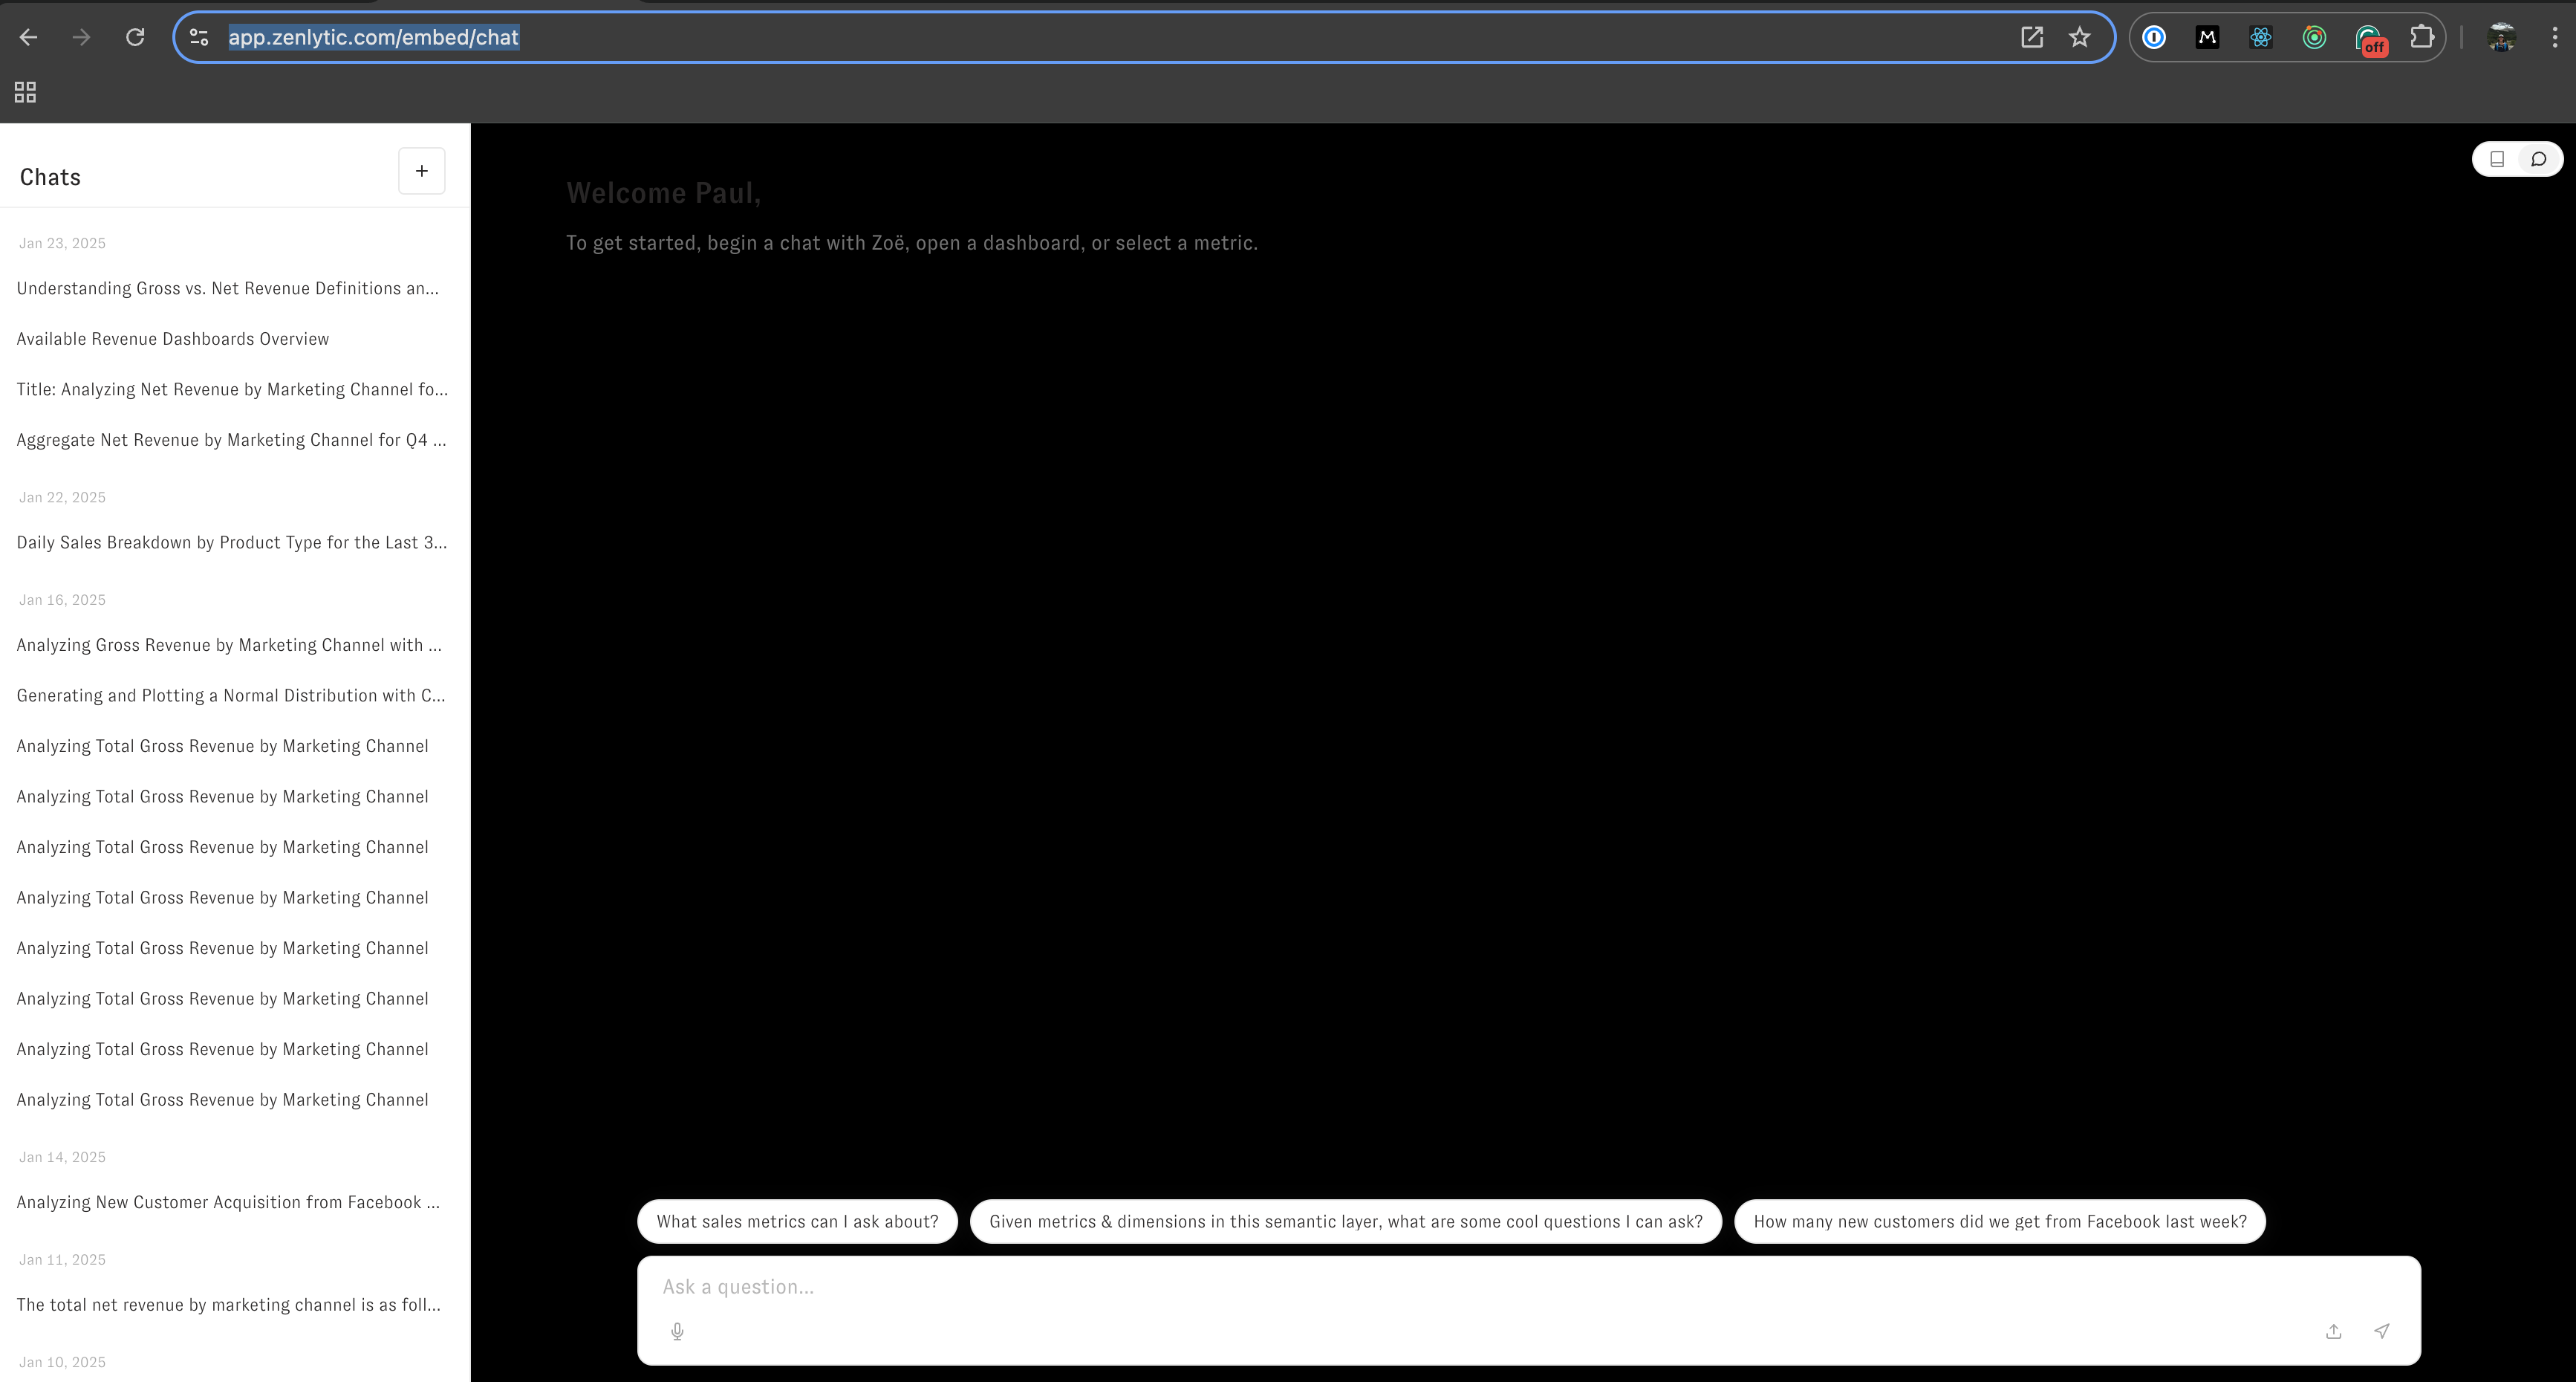 app.zenlytic.com/embed/chat
off
Chats
+
Jan 23, 2025
Understanding Gross vs. Net Revenue Definitions an...
Available Revenue Dashboards Overview
Title: Analyzing Net Revenue by Marketing Channel fo...
Aggregate Net Revenue by Marketing Channel for Q4 ...
Jan 22, 2025
Daily Sales Breakdown by Product Type for the Last 3...
Jan 16, 2025
Analyzing Gross Revenue by Marketing Channel with ...
Generating and Plotting a Normal Distribution with C...
Analyzing Total Gross Revenue by Marketing Channel
Analyzing Total Gross Revenue by Marketing Channel
Analyzing Total Gross Revenue by Marketing Channel
Analyzing Total Gross Revenue by Marketing Channel
Analyzing Total Gross Revenue by Marketing Channel
Analyzing Total Gross Revenue by Marketing Channel
Analyzing Total Gross Revenue by Marketing Channel
Analyzing Total Gross Revenue by Marketing Channel
Jan 14, 2025
Analyzing New Customer Acquisition from Facebook ...
Jan 11, 2025
The total net revenue by marketing channel is as foll...
Jan 10, 2025
Welcome Paul,
To get started, begin a chat with Zoë, open a dashboard, or select a metric.
What sales metrics can I ask about?
Given metrics & dimensions in this semantic layer, what are some cool questions I can ask?
How many new customers did we get from Facebook last week?
Ask a question...